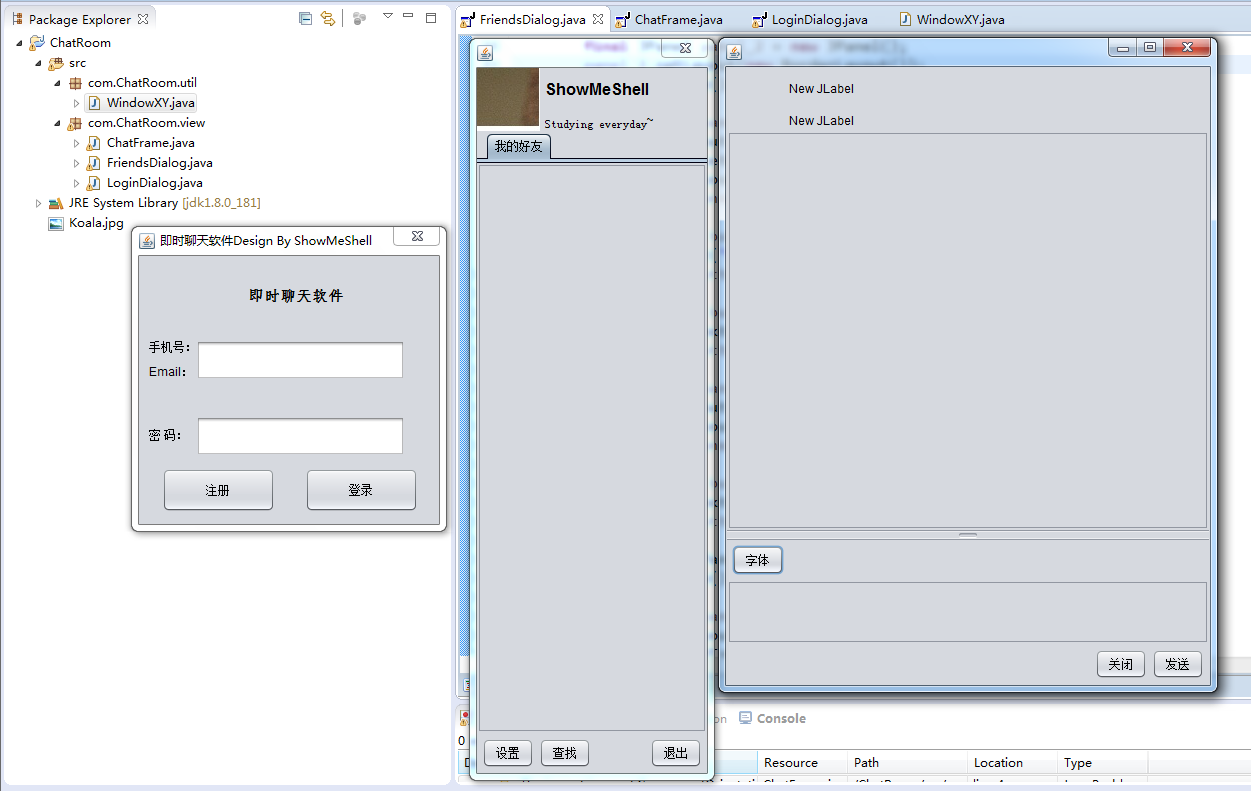 Package Explorer
ChatRoom
src
com.ChatRoom.util
WindowXY.java
com.ChatRoom.view
ChatFrame.java
FriendsDialog.java
LoginDialog.java
JRE System Library [jdk1.8.0_181]
Koala.jpg
即时聊天软件Design By ShowMeShell
即时聊天软件
手机号：
Email：
密码：
注册 登录
FriendsDialog.java ChatFrame.java LoginDialog.java WindowXY.java
ShowMeShell
Studying everyday~
我的好友
设置 查找 退出
New JLabel
New JLabel
字体
关闭 发送
Console
0
Resource Path Location Type